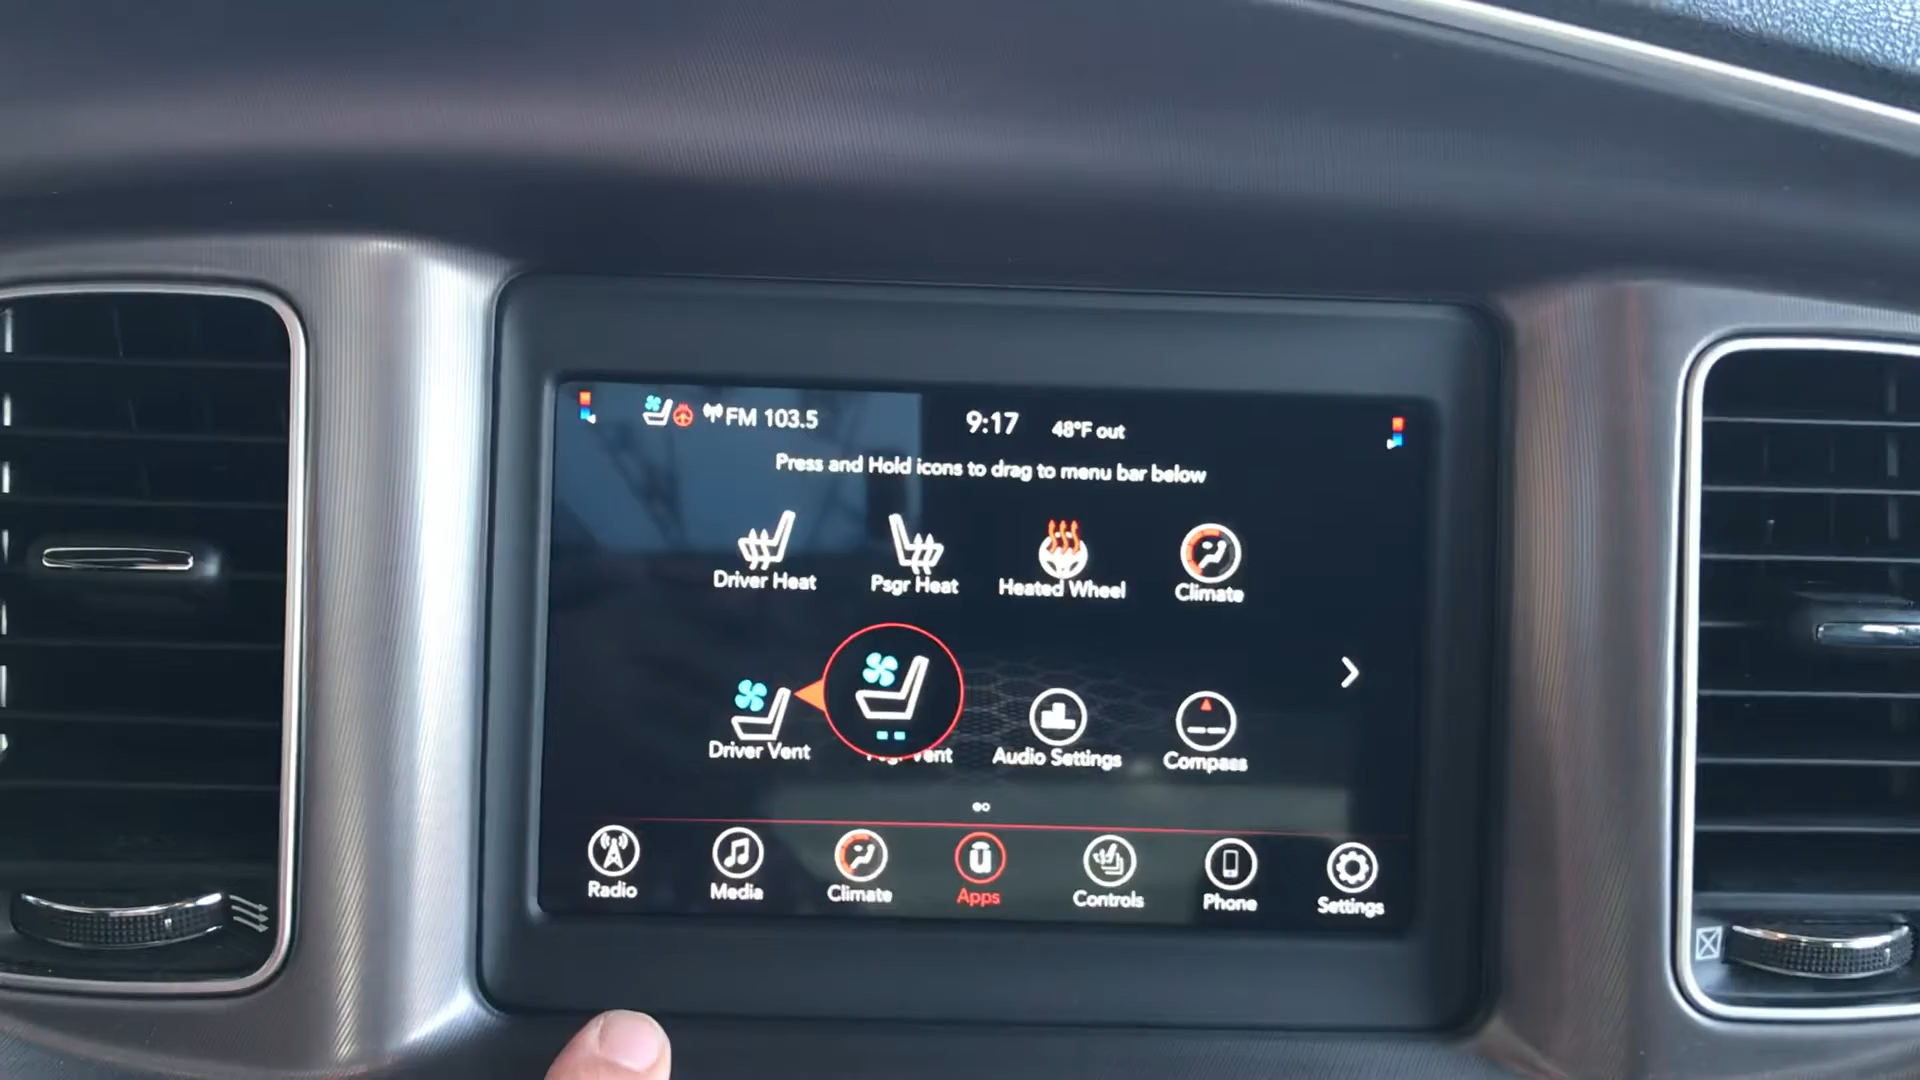 FM 103.5 9:17 48°F out
Press and Hold icons to drag to menu bar below
Driver Heat Psgr Heat Heated Wheel Climate
Driver Vent Vent Audio Settings Compass
Radio Media Climate Apps Controls Phone Settings